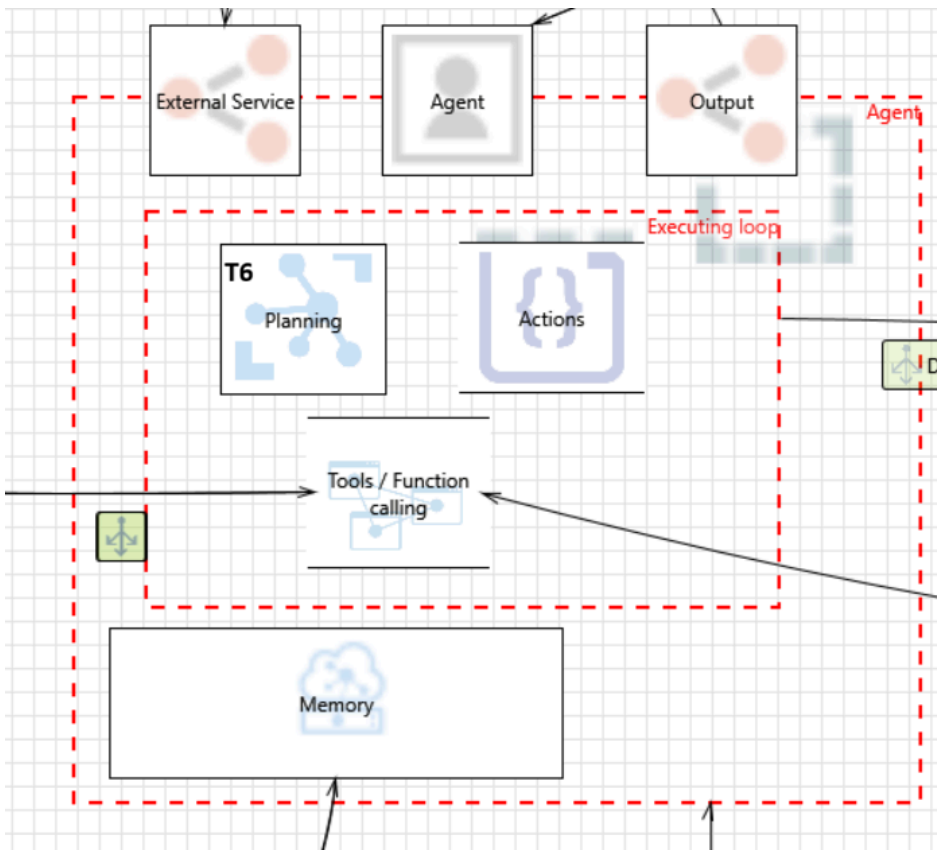 External Service
Agent
Output
Agent
Executing loop
T6
Planning
{}
Actions
D
Tools / Function
calling
Memory